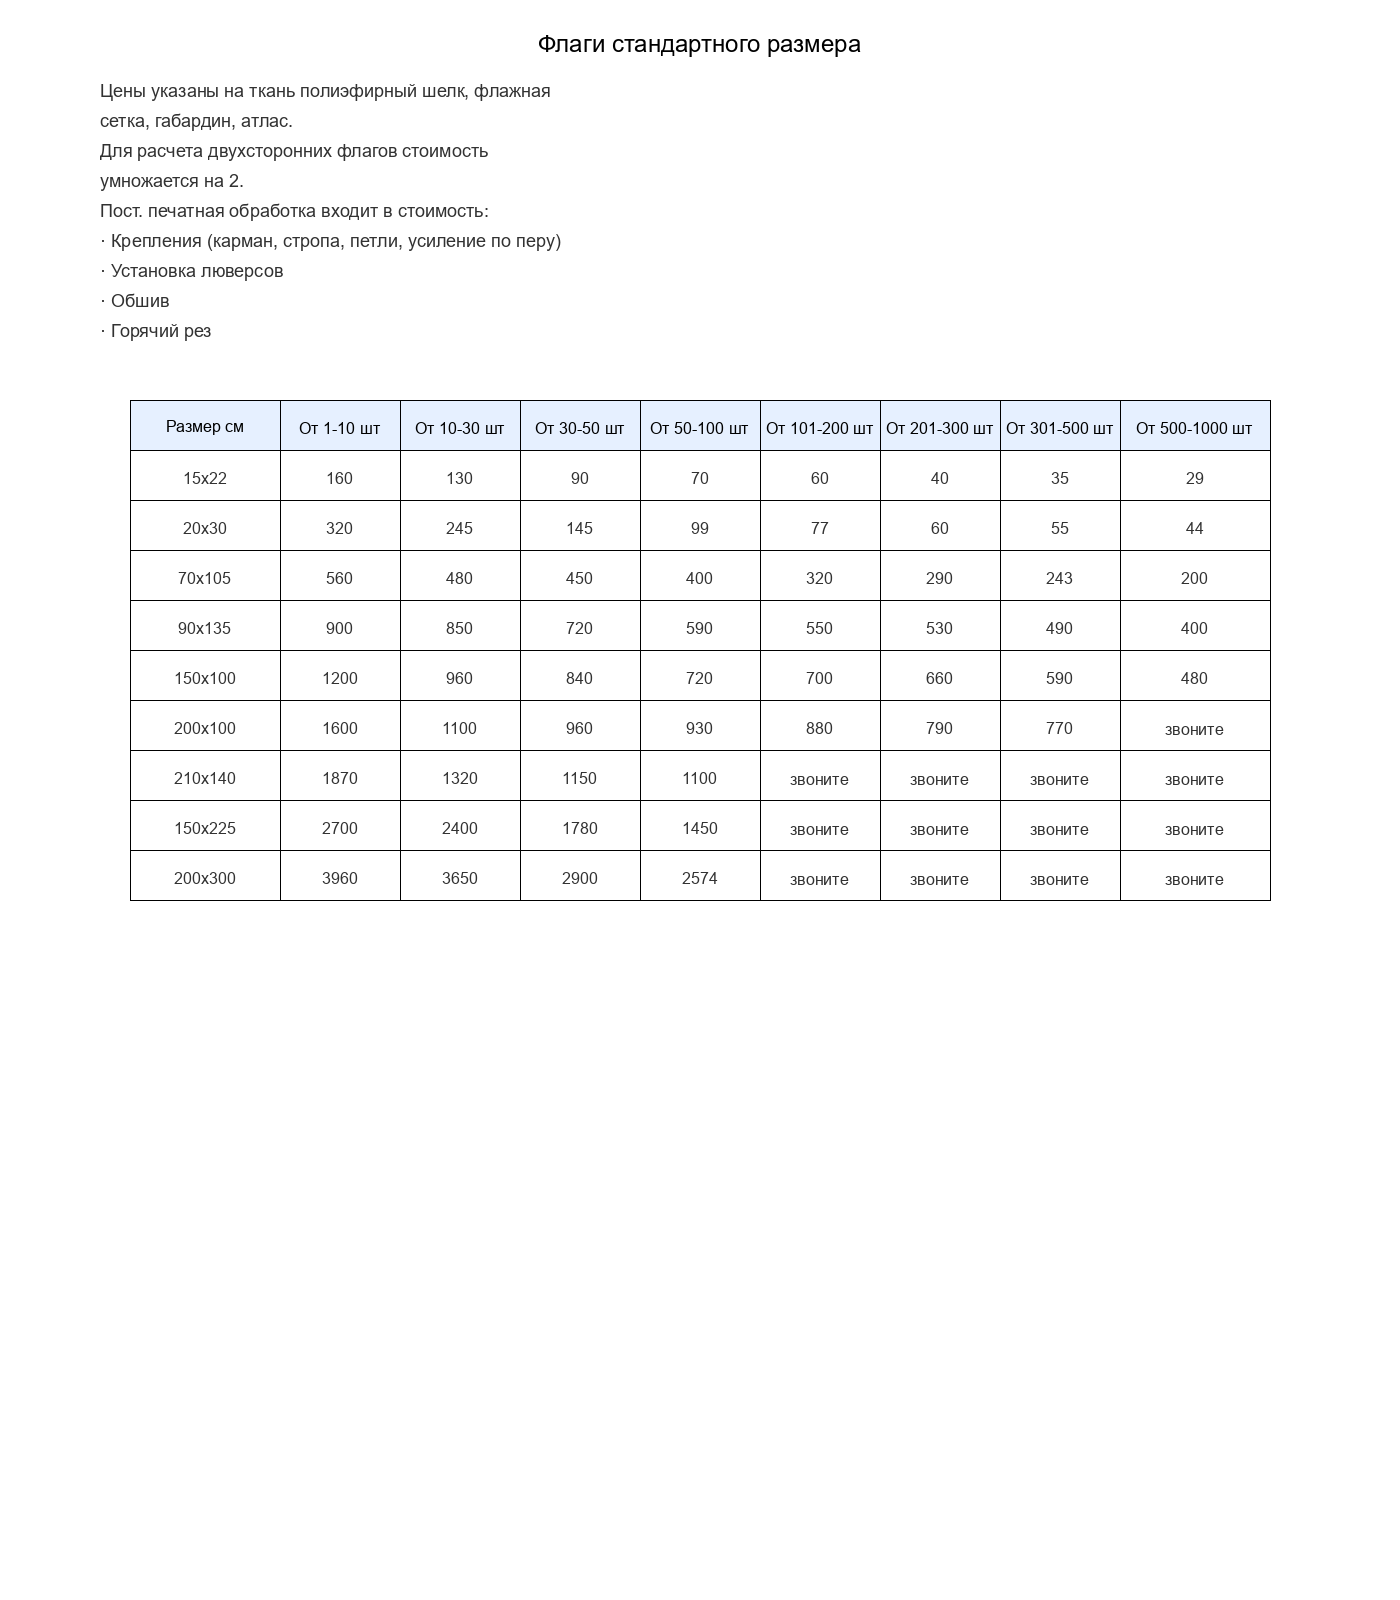 Флаги стандартного размера
Цены указаны на ткань полиэфирный шелк, флажная
сетка, габардин, атлас.
Для расчета двухсторонних флагов стоимость
умножается на 2.
Пост. печатная обработка входит в стоимость:
· Крепления (карман, стропа, петли, усиление по перу)
· Установка люверсов
· Обшив
· Горячий рез
Размер см От 1-10 шт От 10-30 шт От 30-50 шт От 50-100 шт От 101-200 шт От 201-300 шт От 301-500 шт От 500-1000 шт
15x22 160 130 90 70 60 40 35 29
20x30 320 245 145 99 77 60 55 44
70x105 560 480 450 400 320 290 243 200
90x135 900 850 720 590 550 530 490 400
150x100 1200 960 840 720 700 660 590 480
200x100 1600 1100 960 930 880 790 770 звоните
210x140 1870 1320 1150 1100 звоните звоните звоните звоните
150x225 2700 2400 1780 1450 звоните звоните звоните звоните
200x300 3960 3650 2900 2574 звоните звоните звоните звоните